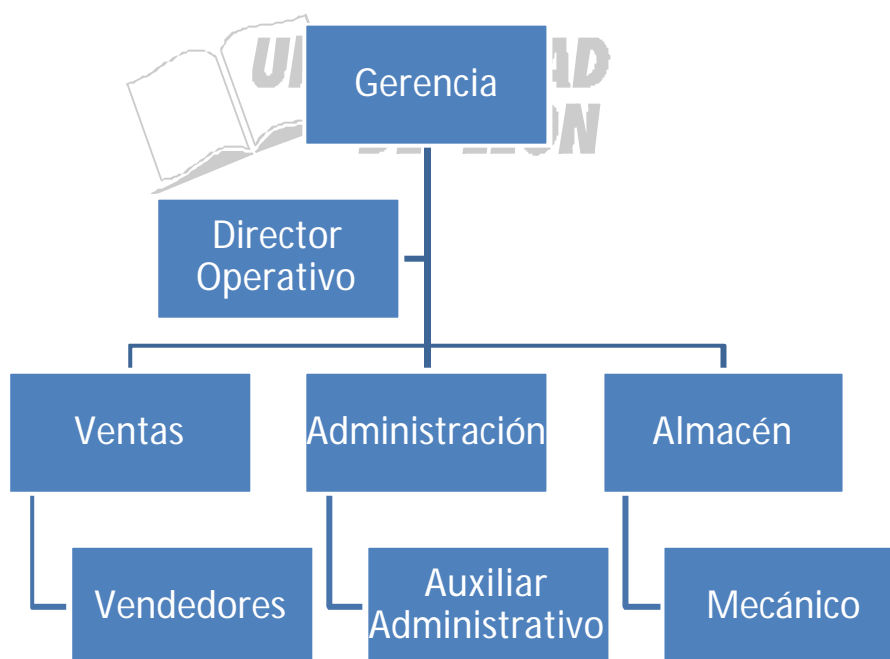 Gerencia
Director
Operativo
Ventas
Administración
Almacén
Vendedores
Auxiliar
Administrativo
Mecánico